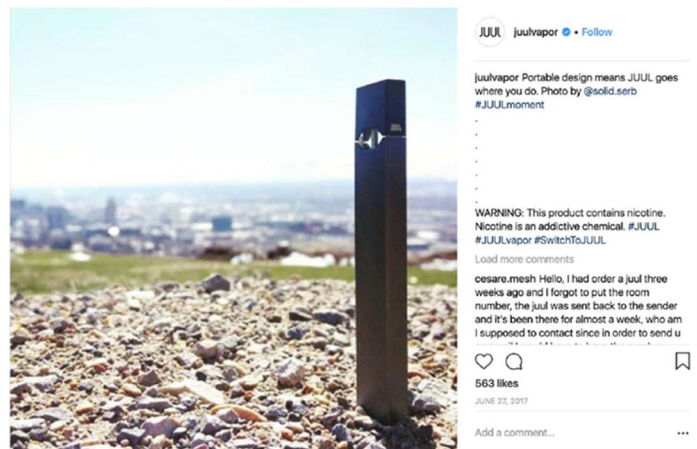 JUUL
juulvapor • Follow
juulvapor Portable design means JUUL goes
where you do. Photo by @solid.serb
#JUULmoment
.
.
.
.
.
.
.
WARNING: This product contains nicotine.
Nicotine is an addictive chemical. #JUUL
#JUULvapor #SwitchToJUUL
Load more comments
cesare.mesh Hello, I had order a juul three
weeks ago and I forgot to put the room
number, the juul was sent back to the sender
and it's been there for almost a week, who am
I supposed to contact since in order to send u
563 likes
JUNE 27, 2017
Add a comment...